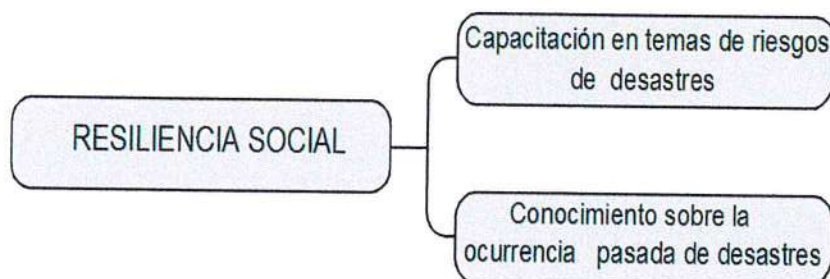 Capacitación en temas de riesgos
de desastres
RESILIENCIA SOCIAL
Conocimiento sobre la
ocurrencia pasada de desastres